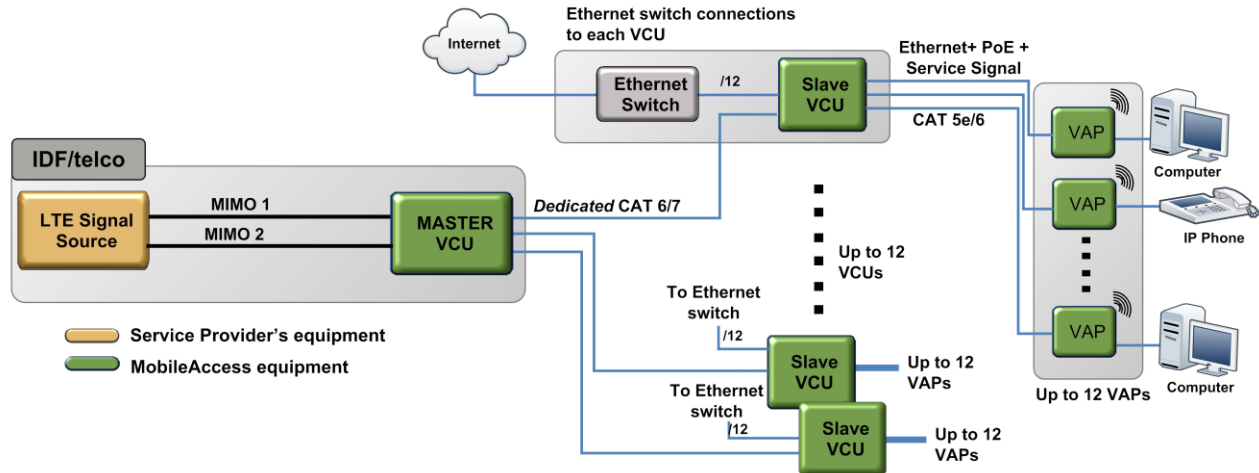 Ethernet switch connections
to each VCU
Internet
Ethernet
Switch
/12
Slave
VCU
Ethernet+ PoE +
Service Signal
CAT 5e/6
VAP
Computer
VAP
IP Phone
VAP
Computer
Up to 12 VAPs
IDF/telco
LTE Signal
Source
MIMO 1
MIMO 2
MASTER
VCU
Dedicated CAT 6/7
Up to 12
VCUs
To Ethernet
switch
/12
Slave
VCU
Up to 12
VAPs
To Ethernet
switch
/12
Slave
VCU
Up to 12
VAPs
Service Provider's equipment
MobileAccess equipment